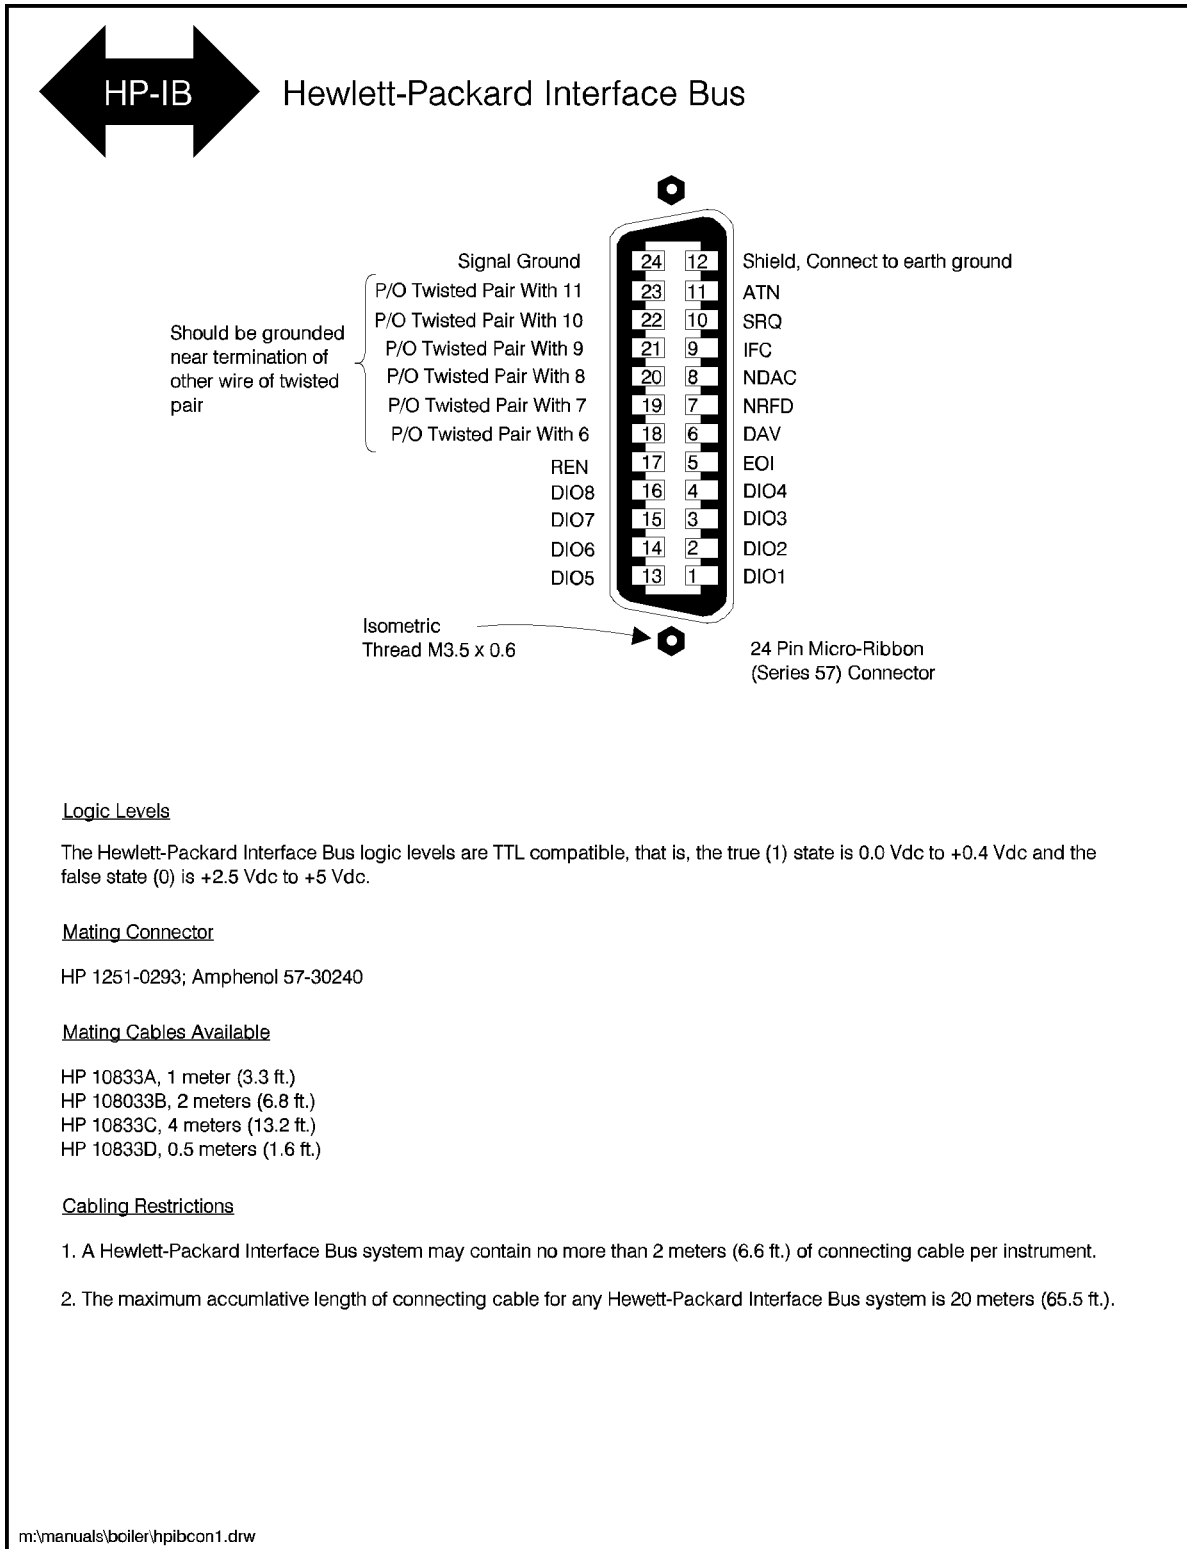 HP-IB
Hewlett-Packard Interface Bus
Signal Ground 24 12 Shield, Connect to earth ground
P/O Twisted Pair With 11 23 11 ATN
P/O Twisted Pair With 10 22 10 SRQ
P/O Twisted Pair With 9 21 9 IFC
P/O Twisted Pair With 8 20 8 NDAC
P/O Twisted Pair With 7 19 7 NRFD
P/O Twisted Pair With 6 18 6 DAV
REN 17 5 EOI
DIO8 16 4 DIO4
DIO7 15 3 DIO3
DIO6 14 2 DIO2
DIO5 13 1 DIO1
Should be grounded
near termination of
other wire of twisted
pair
Isometric
Thread M3.5 x 0.6
24 Pin Micro-Ribbon
(Series 57) Connector
Logic Levels
The Hewlett-Packard Interface Bus logic levels are TTL compatible, that is, the true (1) state is 0.0 Vdc to +0.4 Vdc and the
false state (0) is +2.5 Vdc to +5 Vdc.
Mating Connector
HP 1251-0293; Amphenol 57-30240
Mating Cables Available
HP 10833A, 1 meter (3.3 ft.)
HP 108033B, 2 meters (6.8 ft.)
HP 10833C, 4 meters (13.2 ft.)
HP 10833D, 0.5 meters (1.6 ft.)
Cabling Restrictions
1. A Hewlett-Packard Interface Bus system may contain no more than 2 meters (6.6 ft.) of connecting cable per instrument.
2. The maximum accumlative length of connecting cable for any Hewett-Packard Interface Bus system is 20 meters (65.5 ft.).
m:\manuals\boiler\hpibcon1.drw